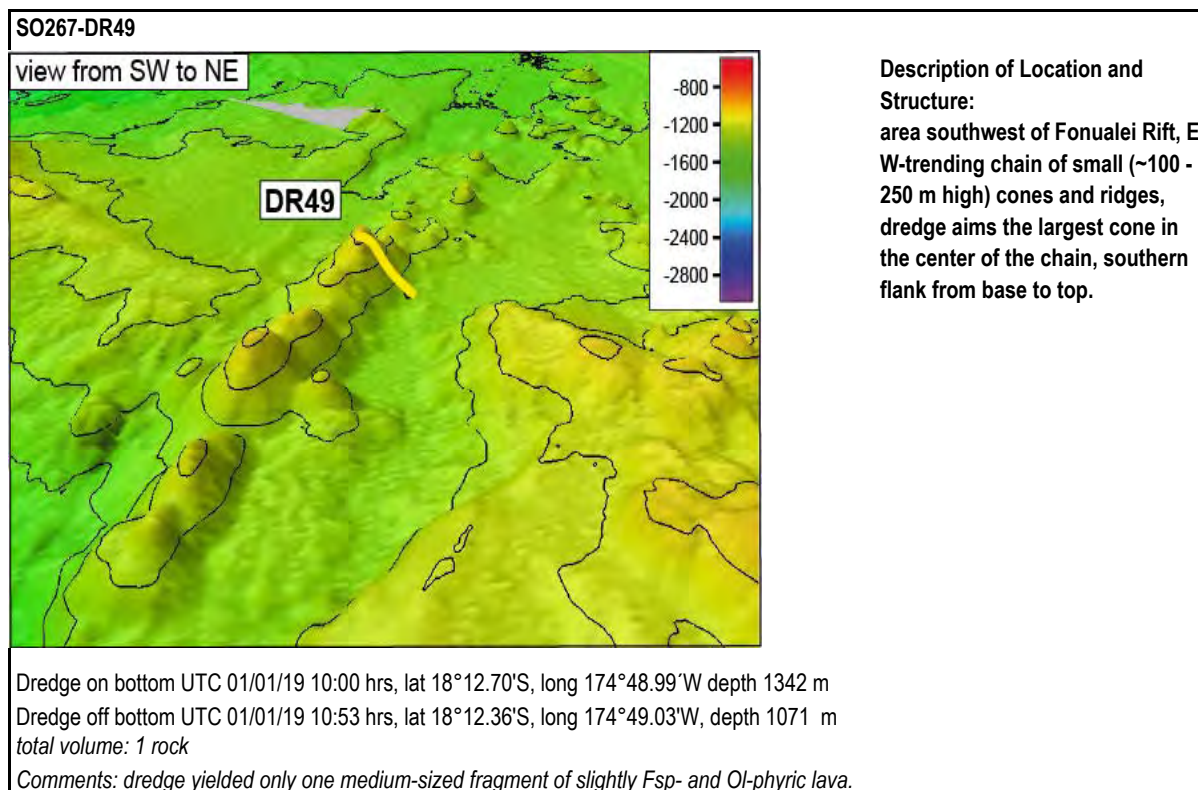 SO267-DR49
view from SW to NE
DR49
-800
-1200
-1600
-2000
-2400
-2800
Description of Location and
Structure:
area southwest of Fonualei Rift, E
W-trending chain of small (~100 -
250 m high) cones and ridges,
dredge aims the largest cone in
the center of the chain, southern
flank from base to top.
Dredge on bottom UTC 01/01/19 10:00 hrs, lat 18°12.70'S, long 174°48.99´W depth 1342 m
Dredge off bottom UTC 01/01/19 10:53 hrs, lat 18°12.36'S, long 174°49.03'W, depth 1071 m
total volume: 1 rock
Comments: dredge yielded only one medium-sized fragment of slightly Fsp- and Ol-phyric lava.